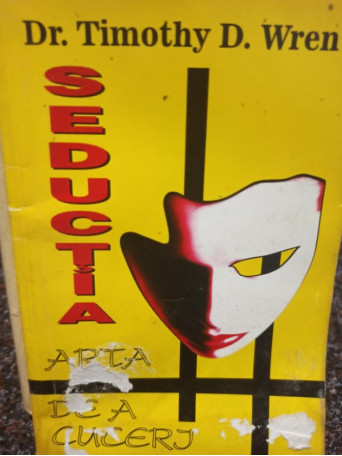 Dr. Timothy D. Wren
SEDUCȚIA
ARTA
DE A
CUCERI